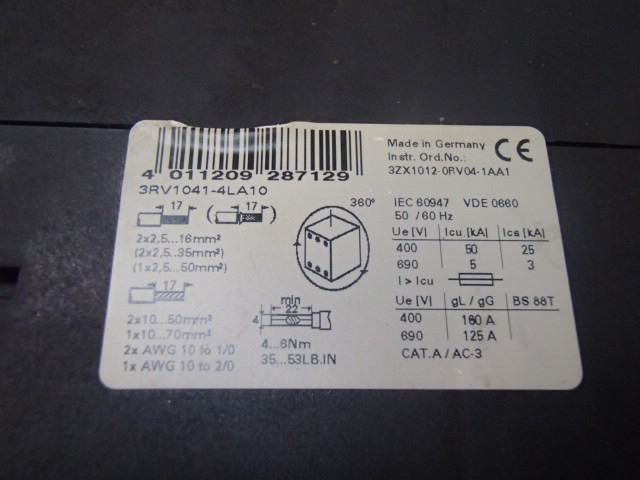 4 011209 287129
3RV1041-4LA10
Made in Germany
Instr. Ord.No.:
3ZX1012-0RV04-1AA1
CE
17 ( 17 )
2x2,5...16mm²
(2x2,5...35mm²)
(1x2,5...50mm²)
17
2x10...50mm²
1x10...70mm²
2x AWG 10 to 1/0
1x AWG 10 to 2/0
360°
min
22
4
4...6Nm
35...53LB.IN
IEC 60947 VDE 0660
50 / 60 Hz
Ue [V] Icu [kA] Ics [kA]
400 50 25
690 5 3
I > Icu
Ue [V] gL / gG BS 88T
400 160 A
690 125 A
CAT.A / AC-3